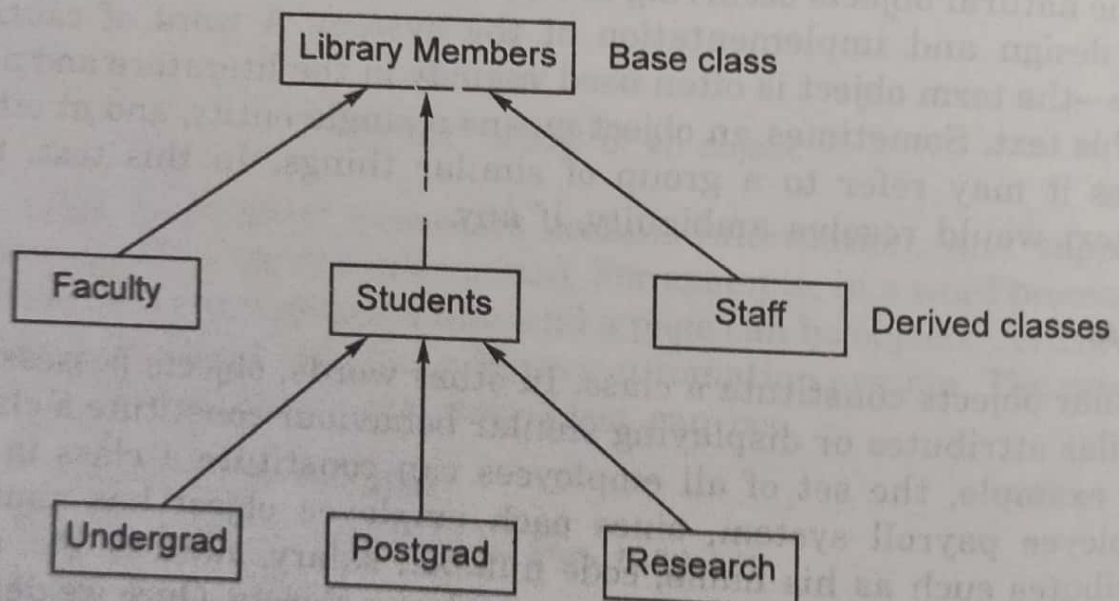 Library Members Base class
Faculty Students Staff Derived classes
Undergrad Postgrad Research